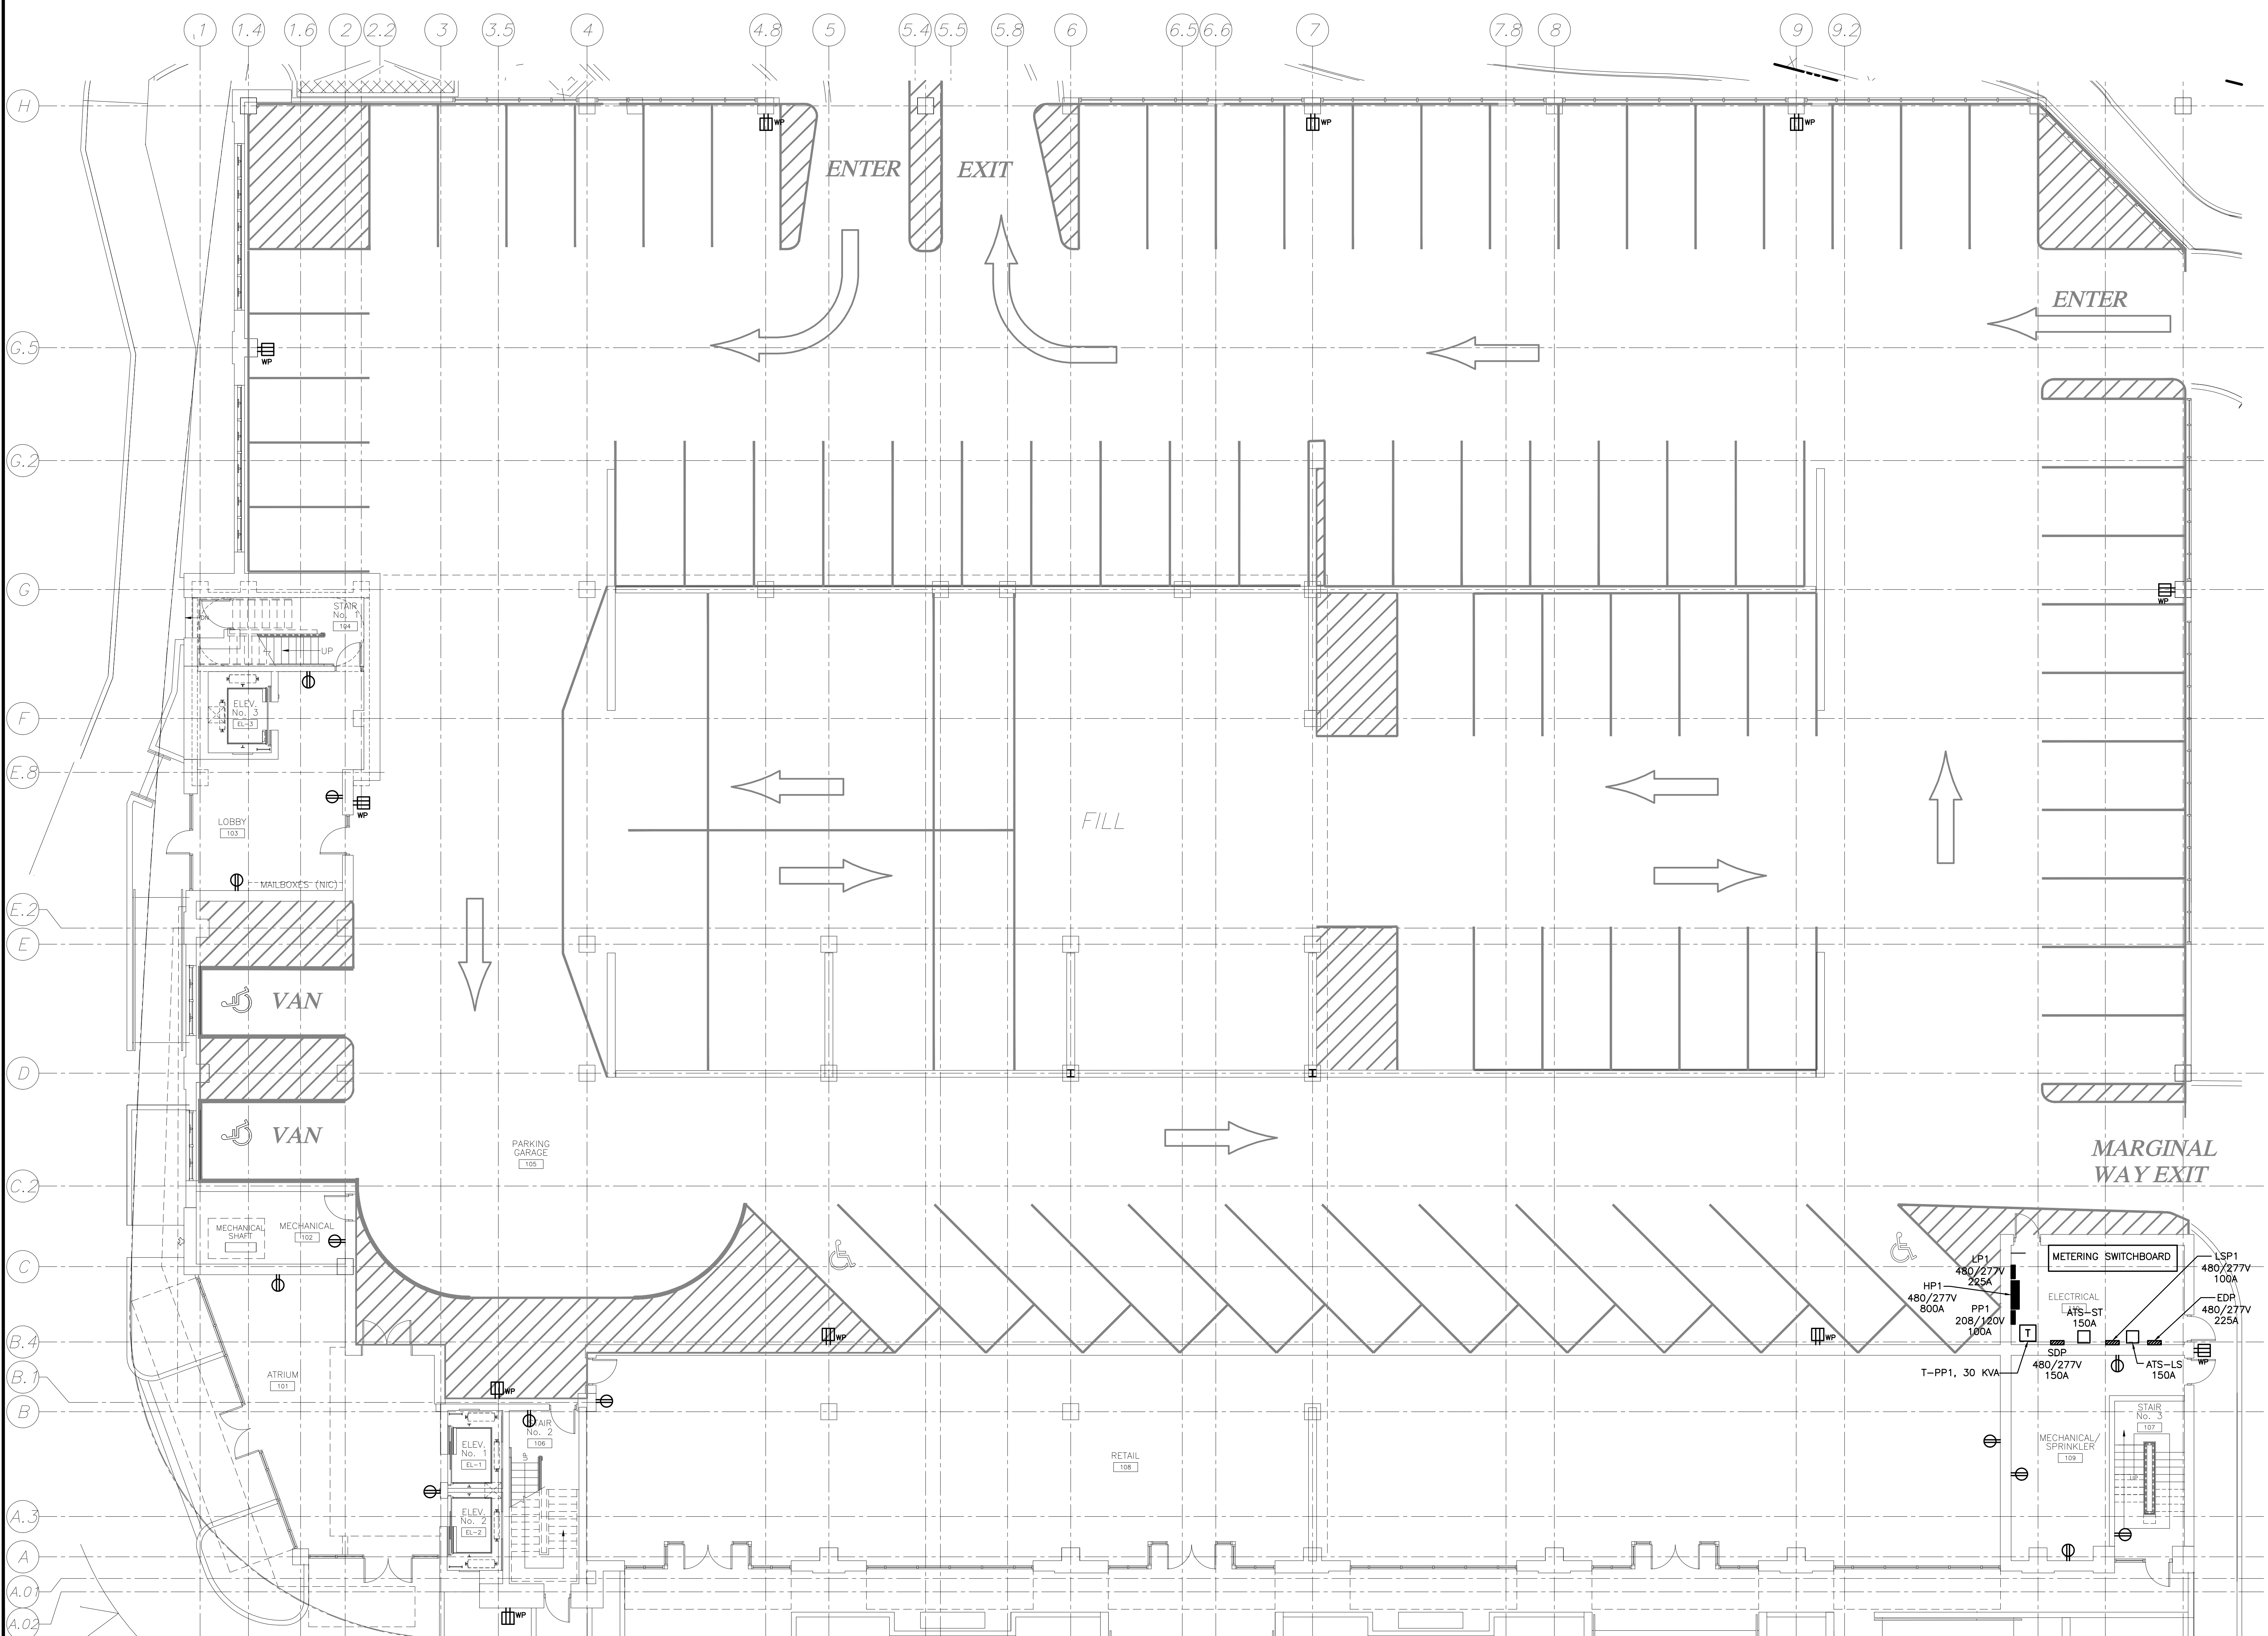 1
1.4
1.6
2
2.2
3
3.5
4
4.8
5
5.4
5.5
5.8
6
6.5
6.6
7
7.8
8
9
9.2
H
WP
WP
WP
ENTER
EXIT
ENTER
G.5
WP
G.2
G
WP
STAIR
No. 1
104
DN
UP
F
ELEV.
No. 3
EL-3
E.8
WP
LOBBY
103
FILL
MAILBOXES (NIC)
E.2
E
VAN
D
VAN
PARKING
GARAGE
105
MARGINAL
WAY EXIT
C.2
MECHANICAL
SHAFT
MECHANICAL
102
C
METERING SWITCHBOARD
LP1
480/277V
225A
LSP1
480/277V
100A
HP1
480/277V
800A
PP1
208/120V
100A
ELECTRICAL
ATS-ST
150A
EDP
480/277V
225A
B.4
WP
WP
T
WP
SDP
480/277V
150A
ATS-LS
150A
T-PP1, 30 KVA
B.1
ATRIUM
101
WP
B
STAIR
No. 2
106
STAIR
No. 3
107
ELEV.
No. 1
EL-1
RETAIL
108
MECHANICAL/
SPRINKLER
109
UP
UP
A.3
ELEV.
No. 2
EL-2
A
A.01
A.02
WP